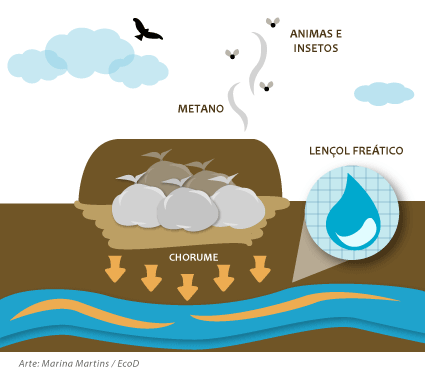 ANIMAS E
INSETOS
METANO
LENÇOL FREÁTICO
CHORUME
Arte: Marina Martins / EcoD